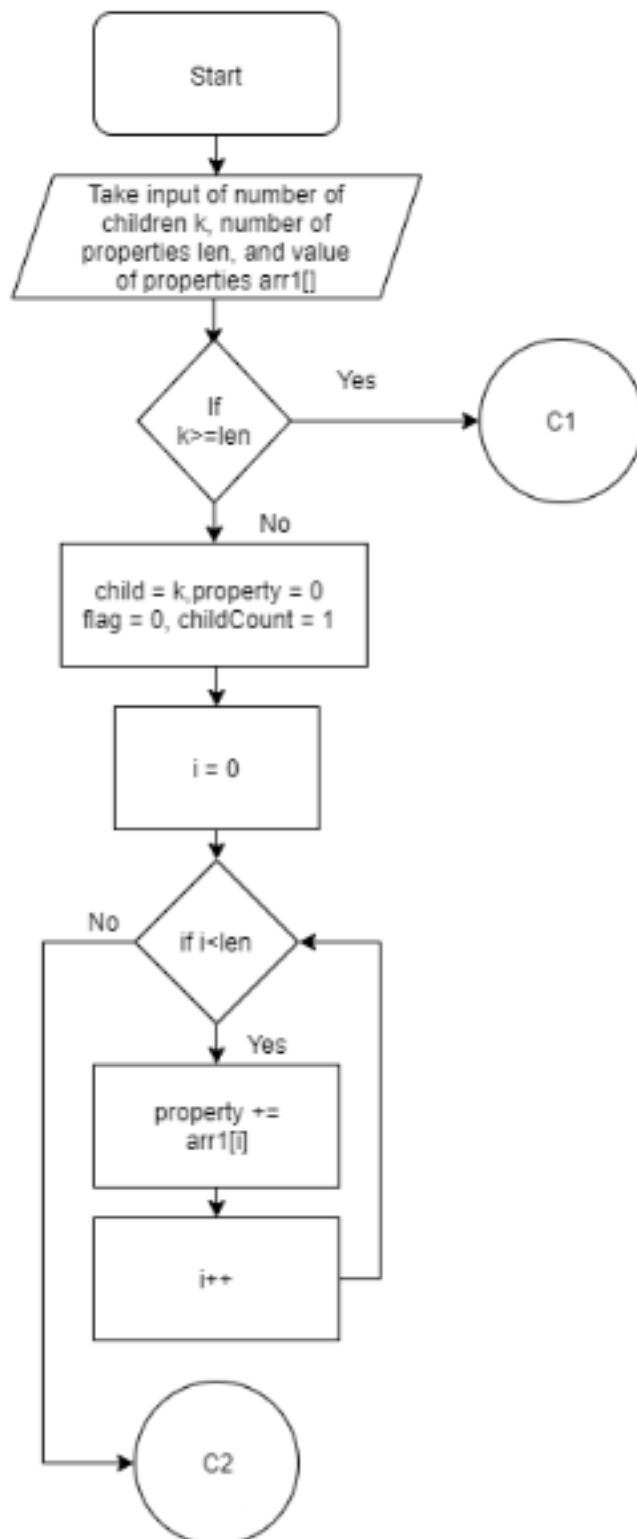 Start
Take input of number of
children k, number of
properties len, and value
of properties arr1[]
If
k>=len
Yes
C1
No
child = k,property = 0
flag = 0, childCount = 1
i = 0
if i<len
No
Yes
property +=
arr1[i]
i++
C2